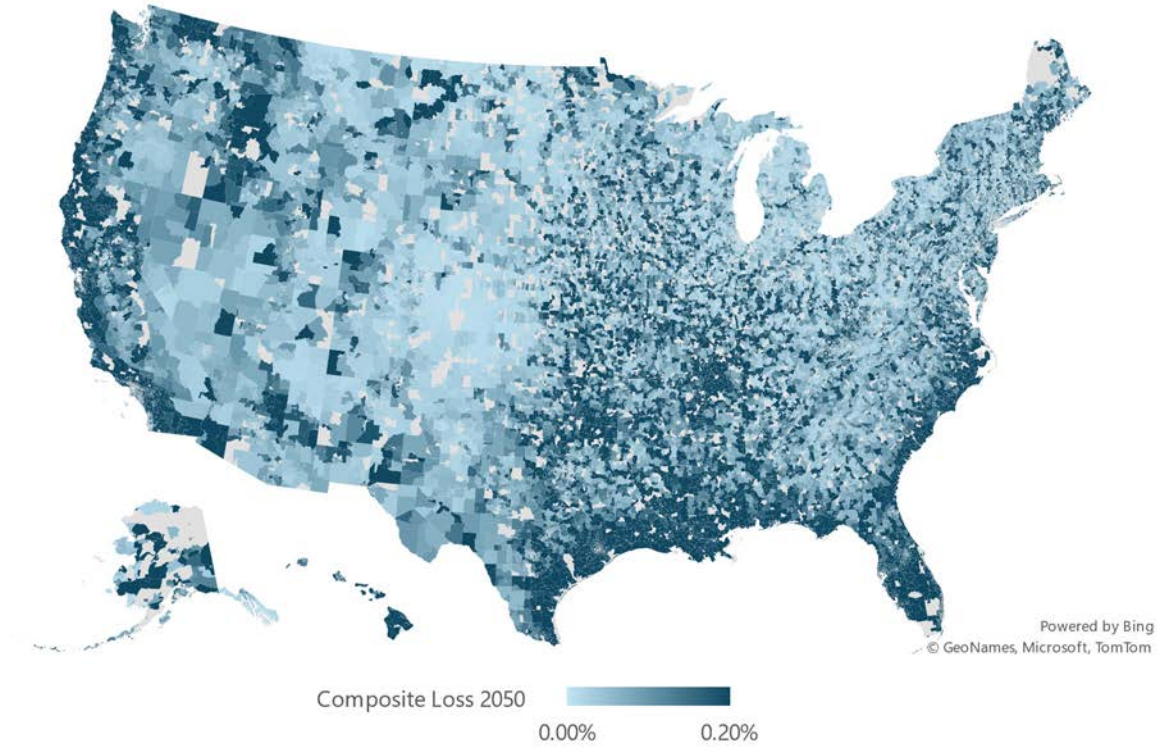 Powered by Bing
© GeoNames, Microsoft, TomTom
Composite Loss 2050
0.00% 0.20%